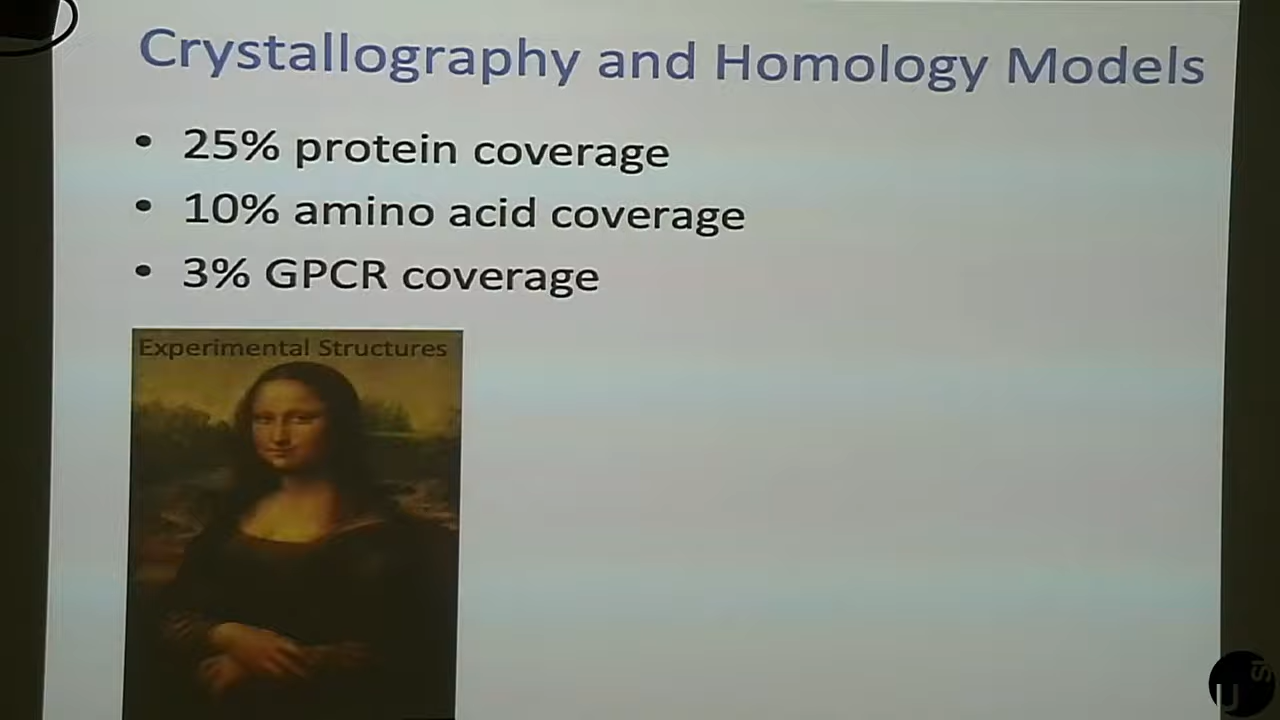 Crystallography and Homology Models
• 25% protein coverage
• 10% amino acid coverage
• 3% GPCR coverage
Experimental Structures
U